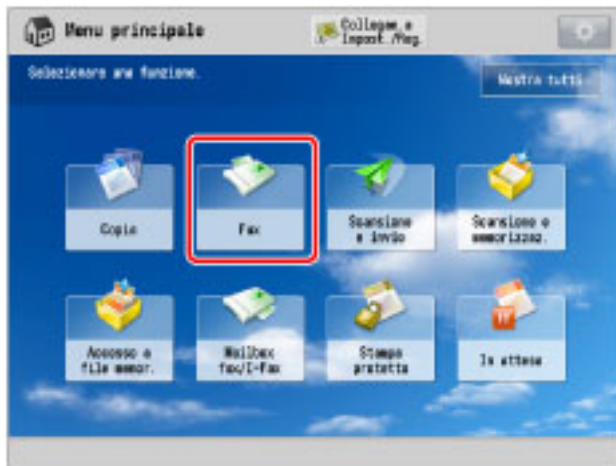 Menu principale
Collegam. a
Impost./Reg.
Selezionare una funzione.
Mostra tutti
Copia
Fax
Scansione
e invio
Scansione e
memorizzaz.
Accesso a
file memor.
Mailbox
fax/I-Fax
Stampa
protetta
In attesa